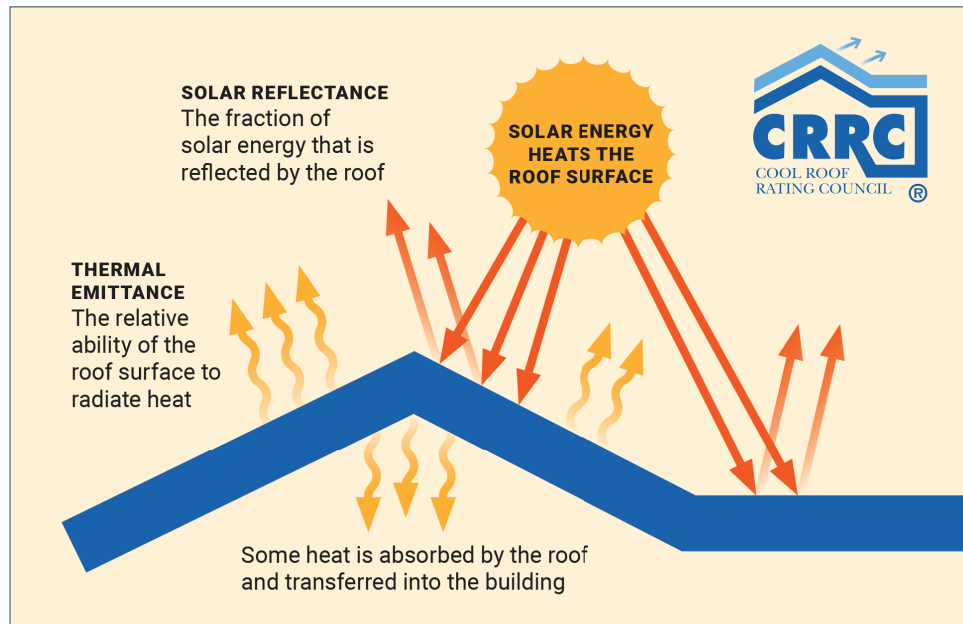 SOLAR REFLECTANCE
The fraction of
solar energy that is
reflected by the roof
SOLAR ENERGY
HEATS THE
ROOF SURFACE
CRRC
COOL ROOF
RATING COUNCIL ®
THERMAL
EMITTANCE
The relative
ability of the
roof surface to
radiate heat
Some heat is absorbed by the roof
and transferred into the building